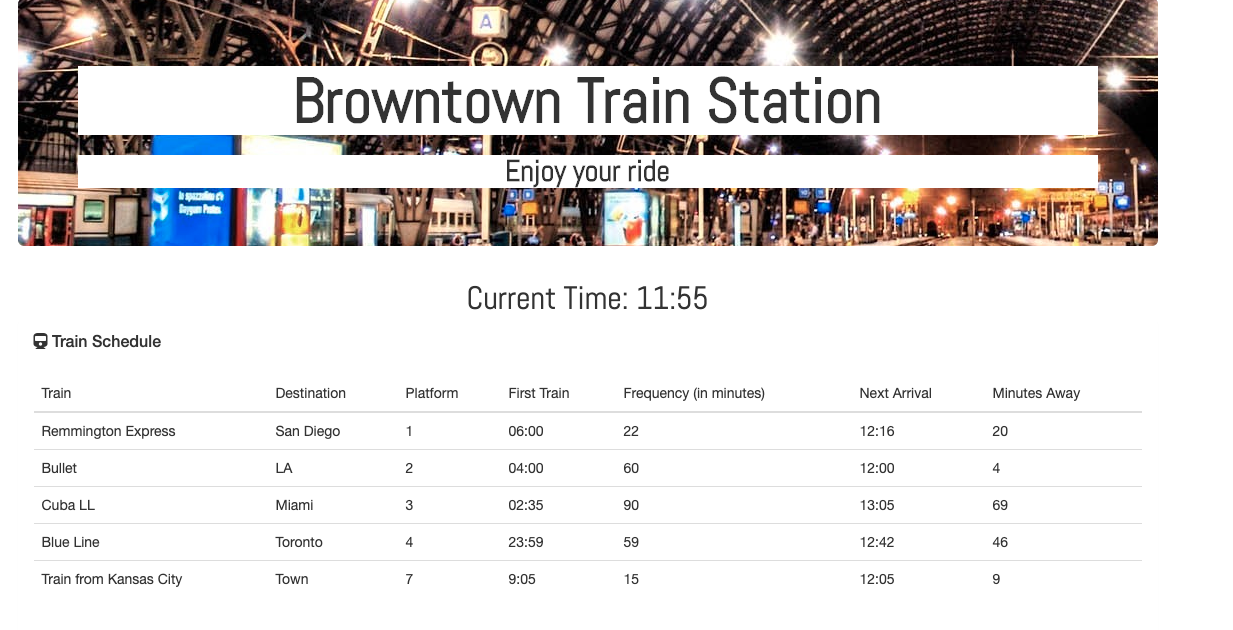 A
Browntown Train Station
Enjoy your ride
Current Time: 11:55
Train Schedule
Train Destination Platform First Train Frequency (in minutes) Next Arrival Minutes Away
Remmington Express San Diego 1 06:00 22 12:16 20
Bullet LA 2 04:00 60 12:00 4
Cuba LL Miami 3 02:35 90 13:05 69
Blue Line Toronto 4 23:59 59 12:42 46
Train from Kansas City Town 7 9:05 15 12:05 9